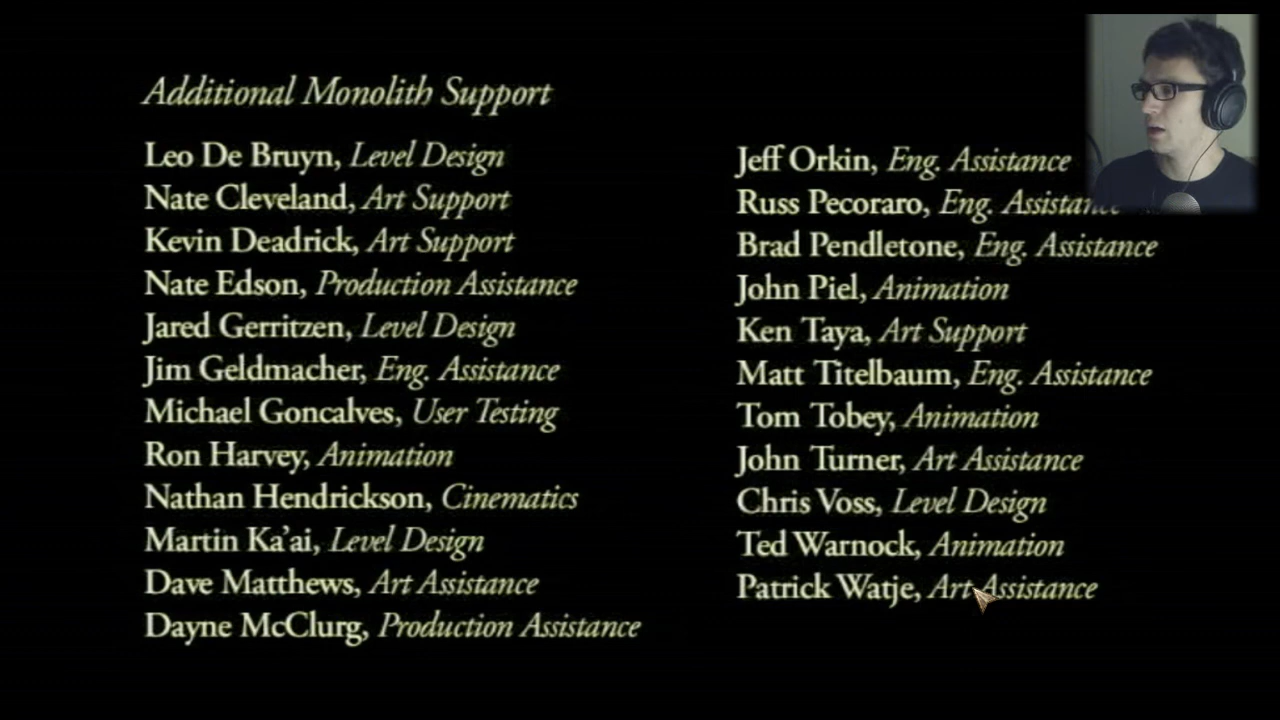 Additional Monolith Support
Leo De Bruyn, Level Design
Nate Cleveland, Art Support
Kevin Deadrick, Art Support
Nate Edson, Production Assistance
Jared Gerritzen, Level Design
Jim Geldmacher, Eng. Assistance
Michael Goncalves, User Testing
Ron Harvey, Animation
Nathan Hendrickson, Cinematics
Martin Ka'ai, Level Design
Dave Matthews, Art Assistance
Dayne McClurg, Production Assistance
Jeff Orkin, Eng. Assistance
Russ Pecoraro, Eng. Assistance
Brad Pendletone, Eng. Assistance
John Piel, Animation
Ken Taya, Art Support
Matt Titelbaum, Eng. Assistance
Tom Tobey, Animation
John Turner, Art Assistance
Chris Voss, Level Design
Ted Warnock, Animation
Patrick Watje, Art Assistance